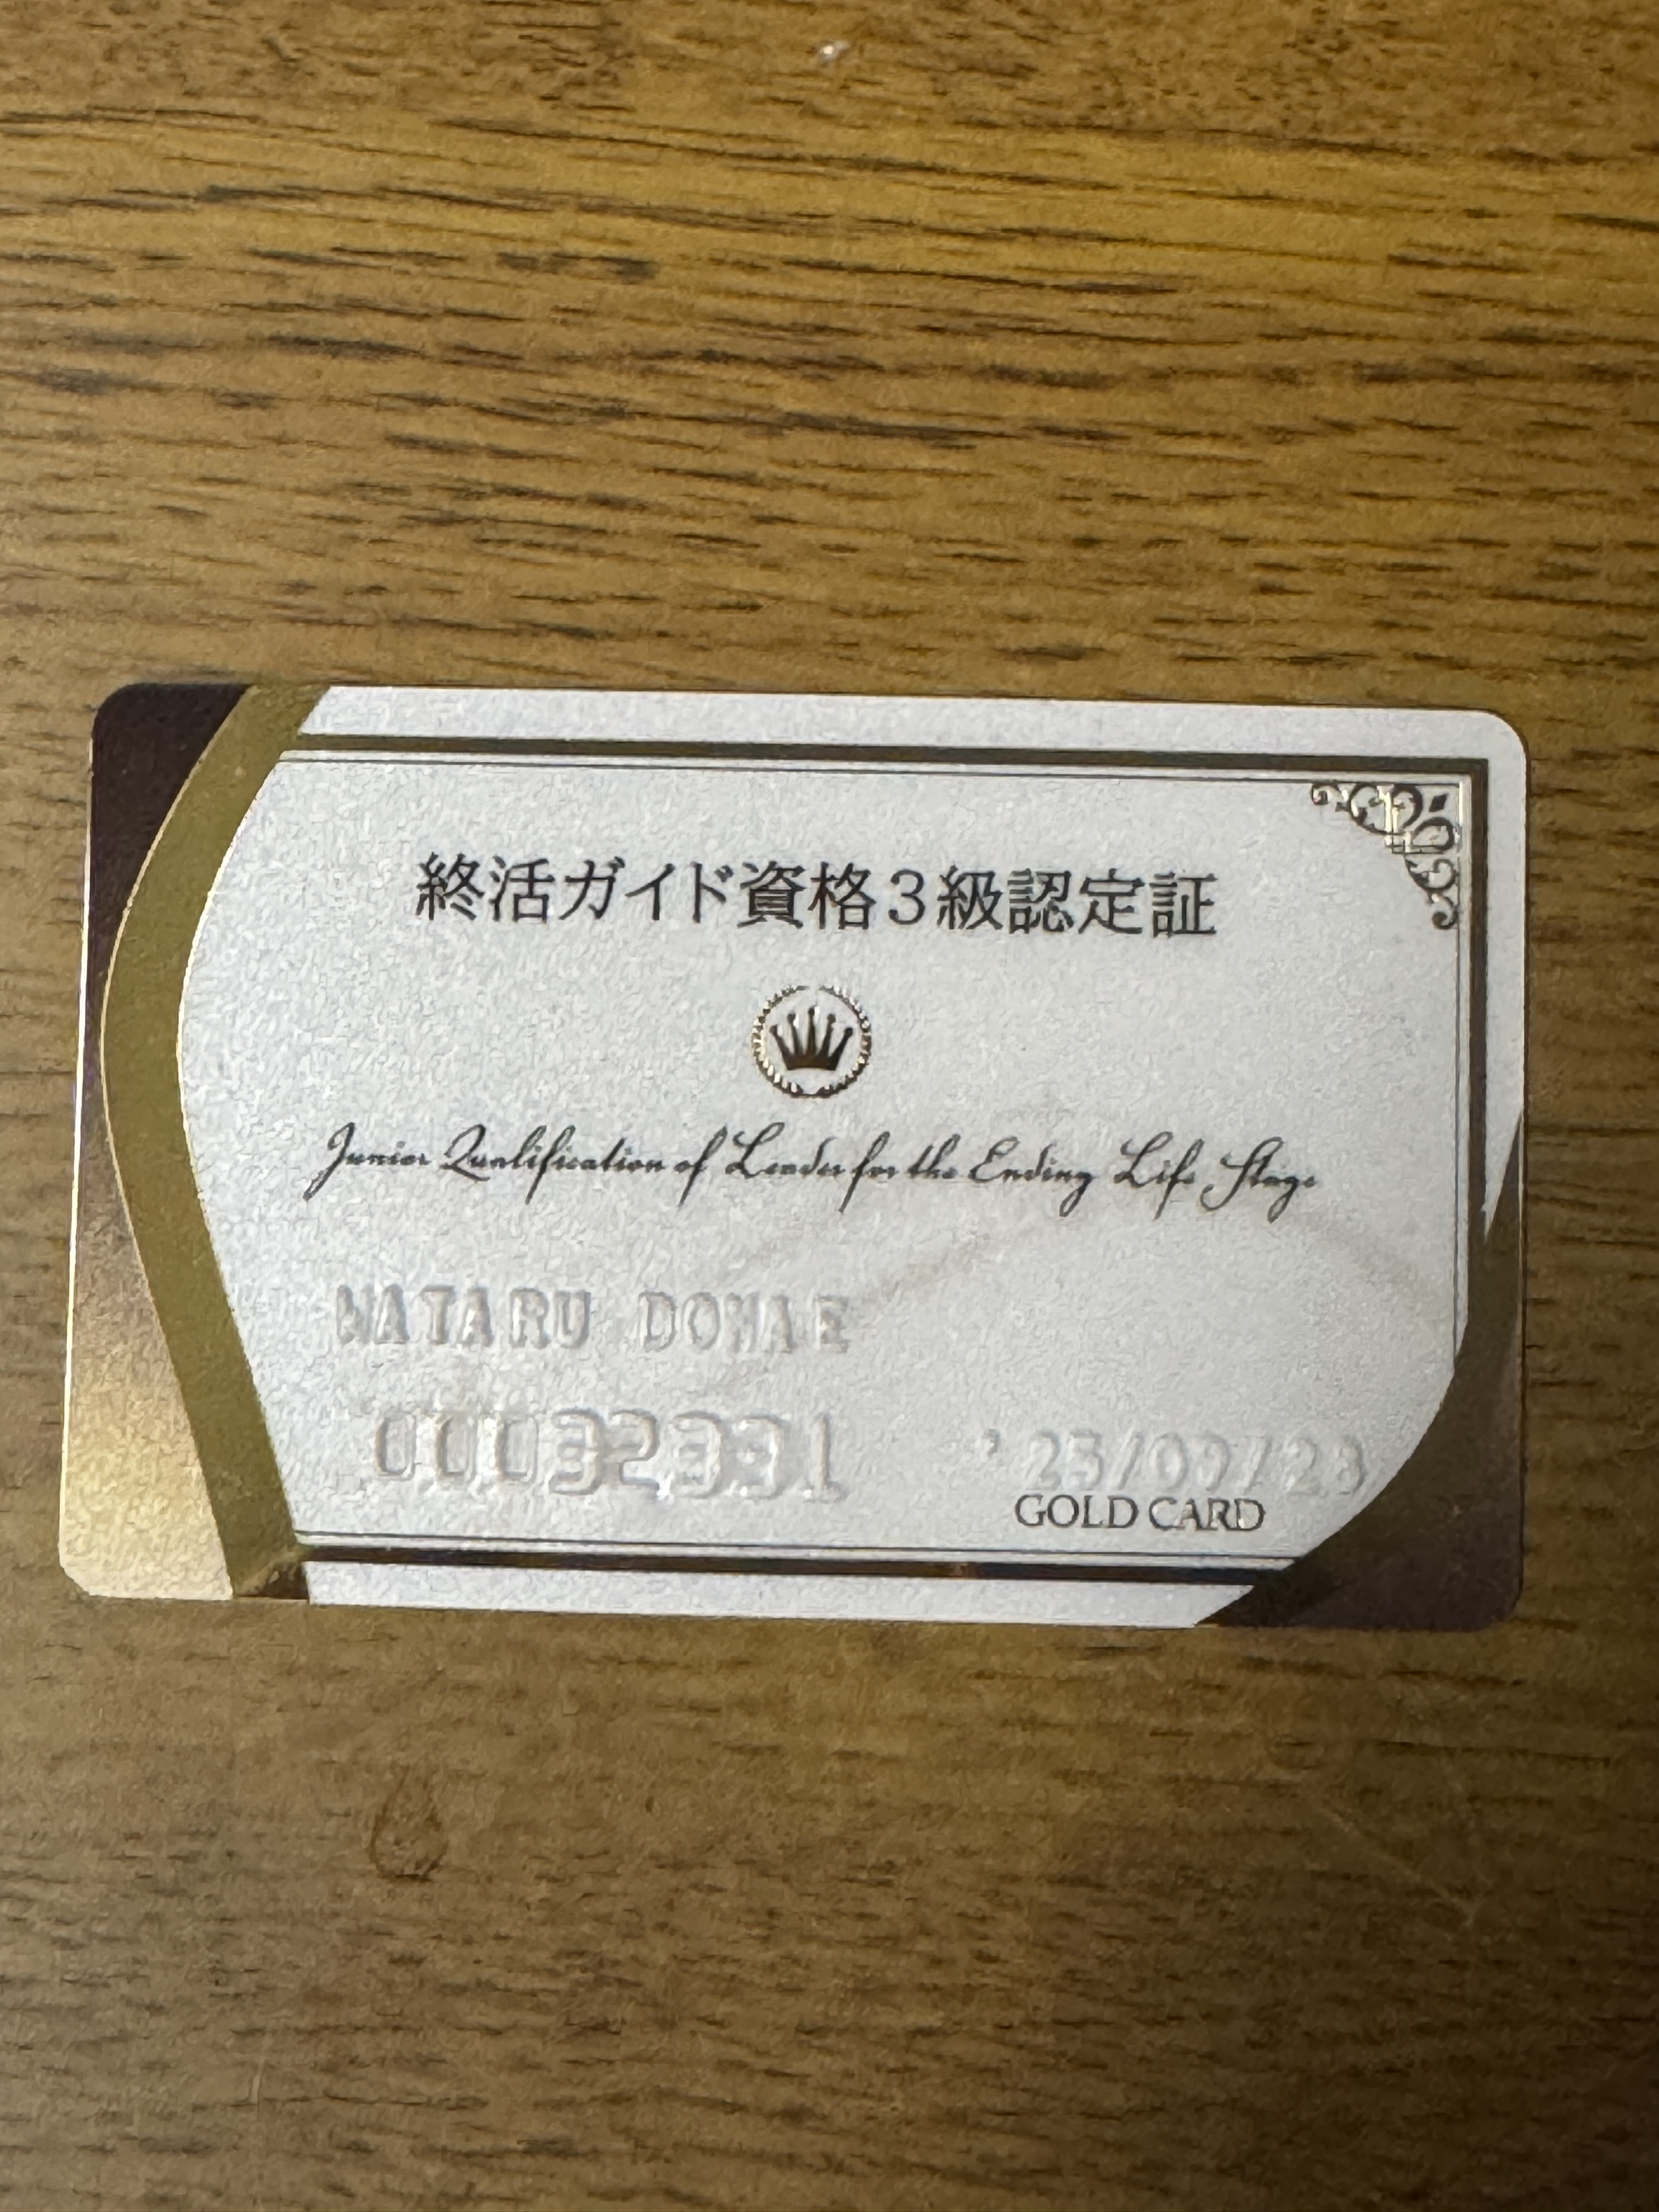 終活ガイド資格３級認定証
Junior Qualification of Leader for the Ending Life Stage
WATARU DOMAE
00032331
'23/09/28
GOLD CARD